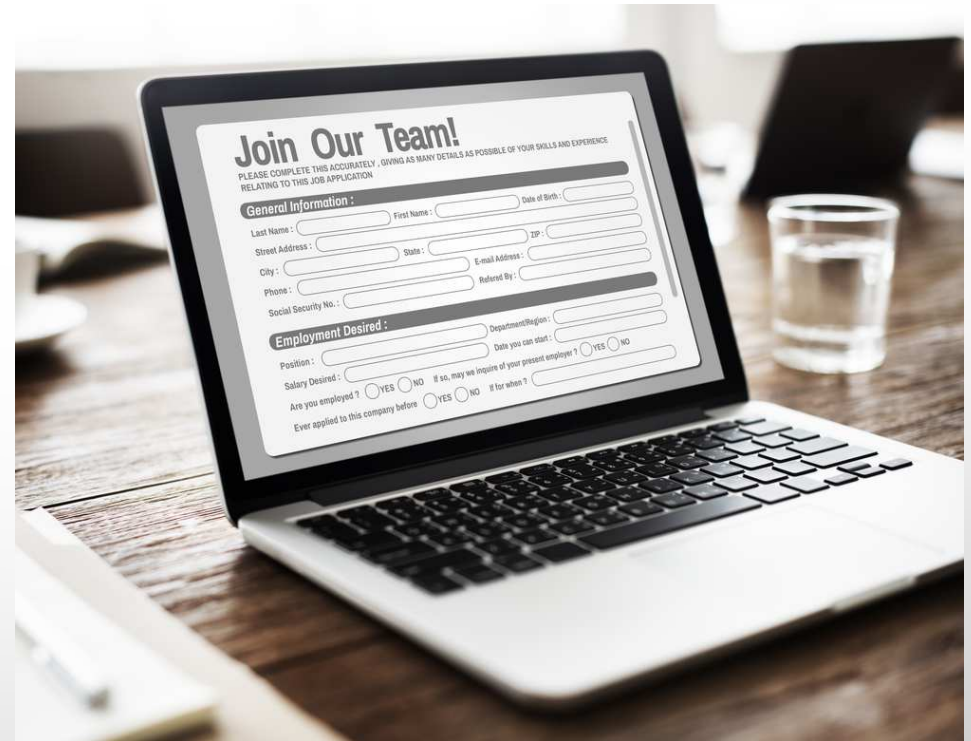 Join Our Team!
PLEASE COMPLETE THIS ACCURATELY , GIVING AS MANY DETAILS AS POSSIBLE OF YOUR SKILLS AND EXPERIENCE
RELATING TO THIS JOB APPLICATION
General Information :
Last Name : First Name : Date of Birth :
Street Address :
City : State : ZIP :
Phone : E-mail Address :
Social Security No. : Refered By :
Employment Desired :
Position : Department/Region :
Salary Desired : Date you can start :
Are you employed ? YES NO If so, may we inquire of your present employer ? YES NO
Ever applied to this company before YES NO If for when ?